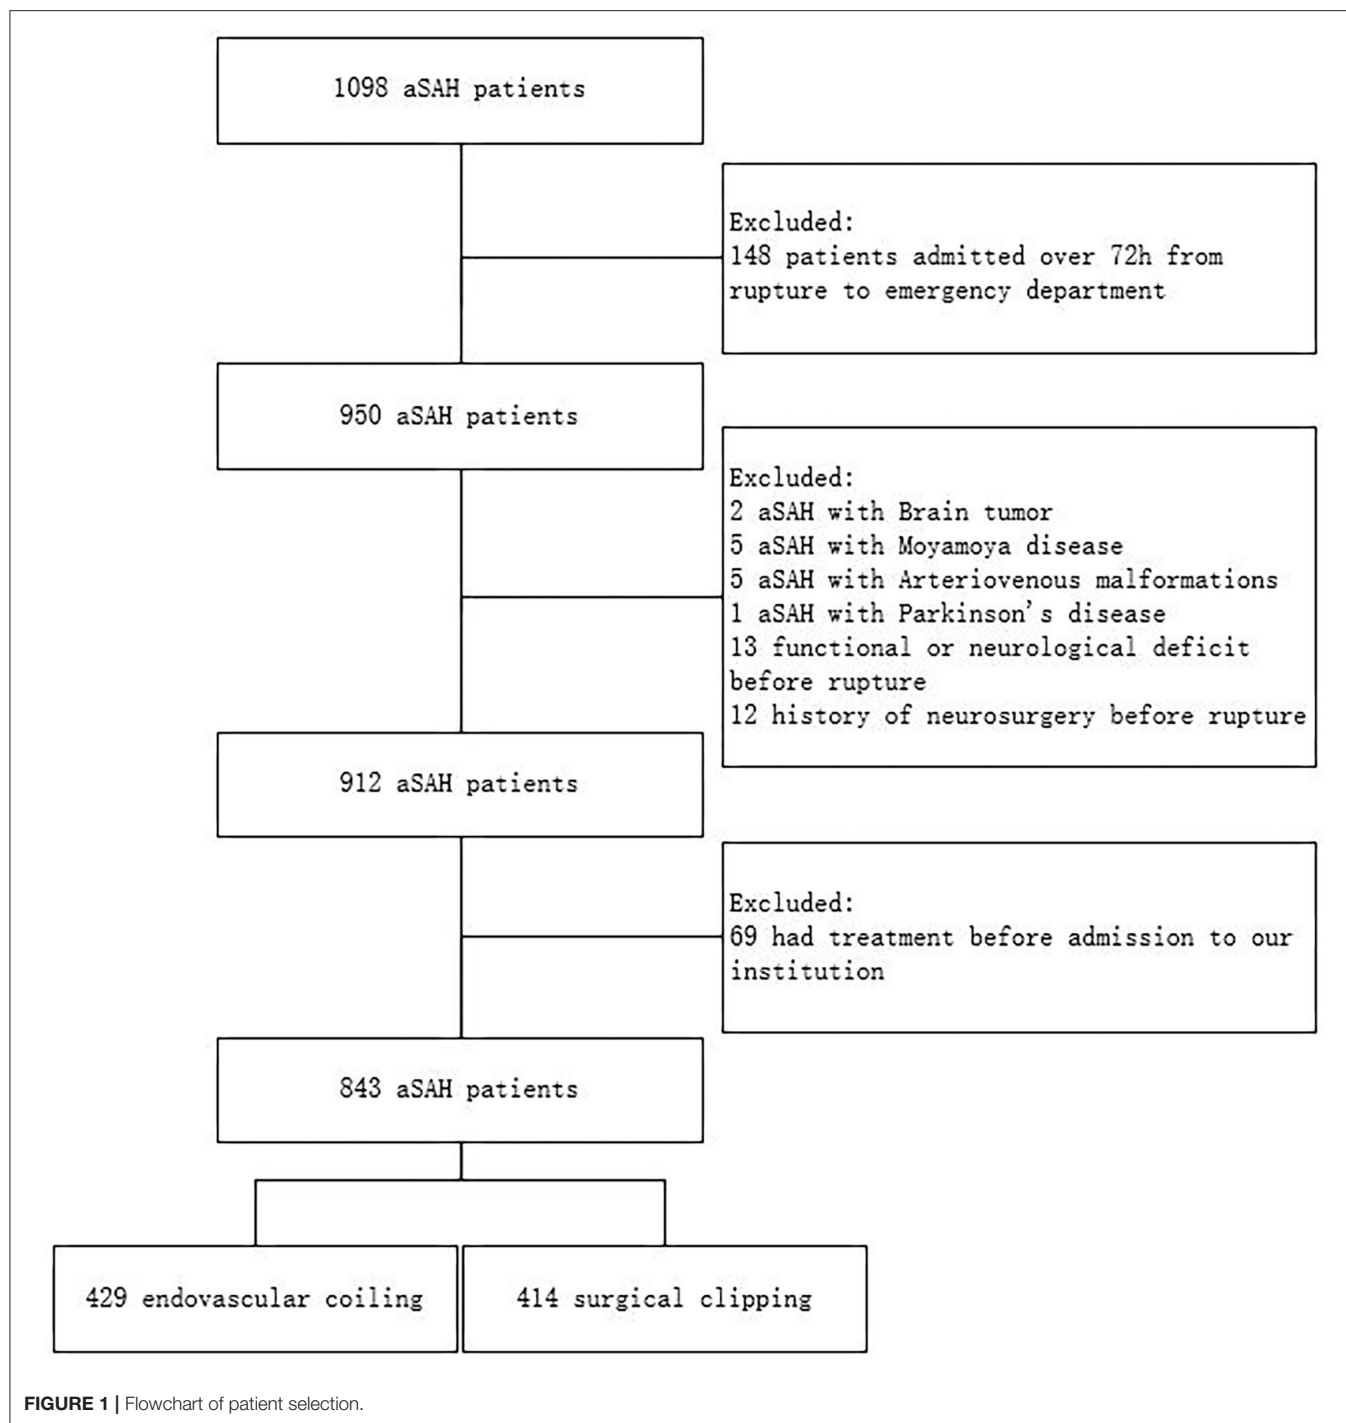 1098 aSAH patients
Excluded:
148 patients admitted over 72h from
rupture to emergency department
950 aSAH patients
Excluded:
2 aSAH with Brain tumor
5 aSAH with Moyamoya disease
5 aSAH with Arteriovenous malformations
1 aSAH with Parkinson's disease
13 functional or neurological deficit
before rupture
12 history of neurosurgery before rupture
912 aSAH patients
Excluded:
69 had treatment before admission to our
institution
843 aSAH patients
429 endovascular coiling
414 surgical clipping
FIGURE 1 | Flowchart of patient selection.